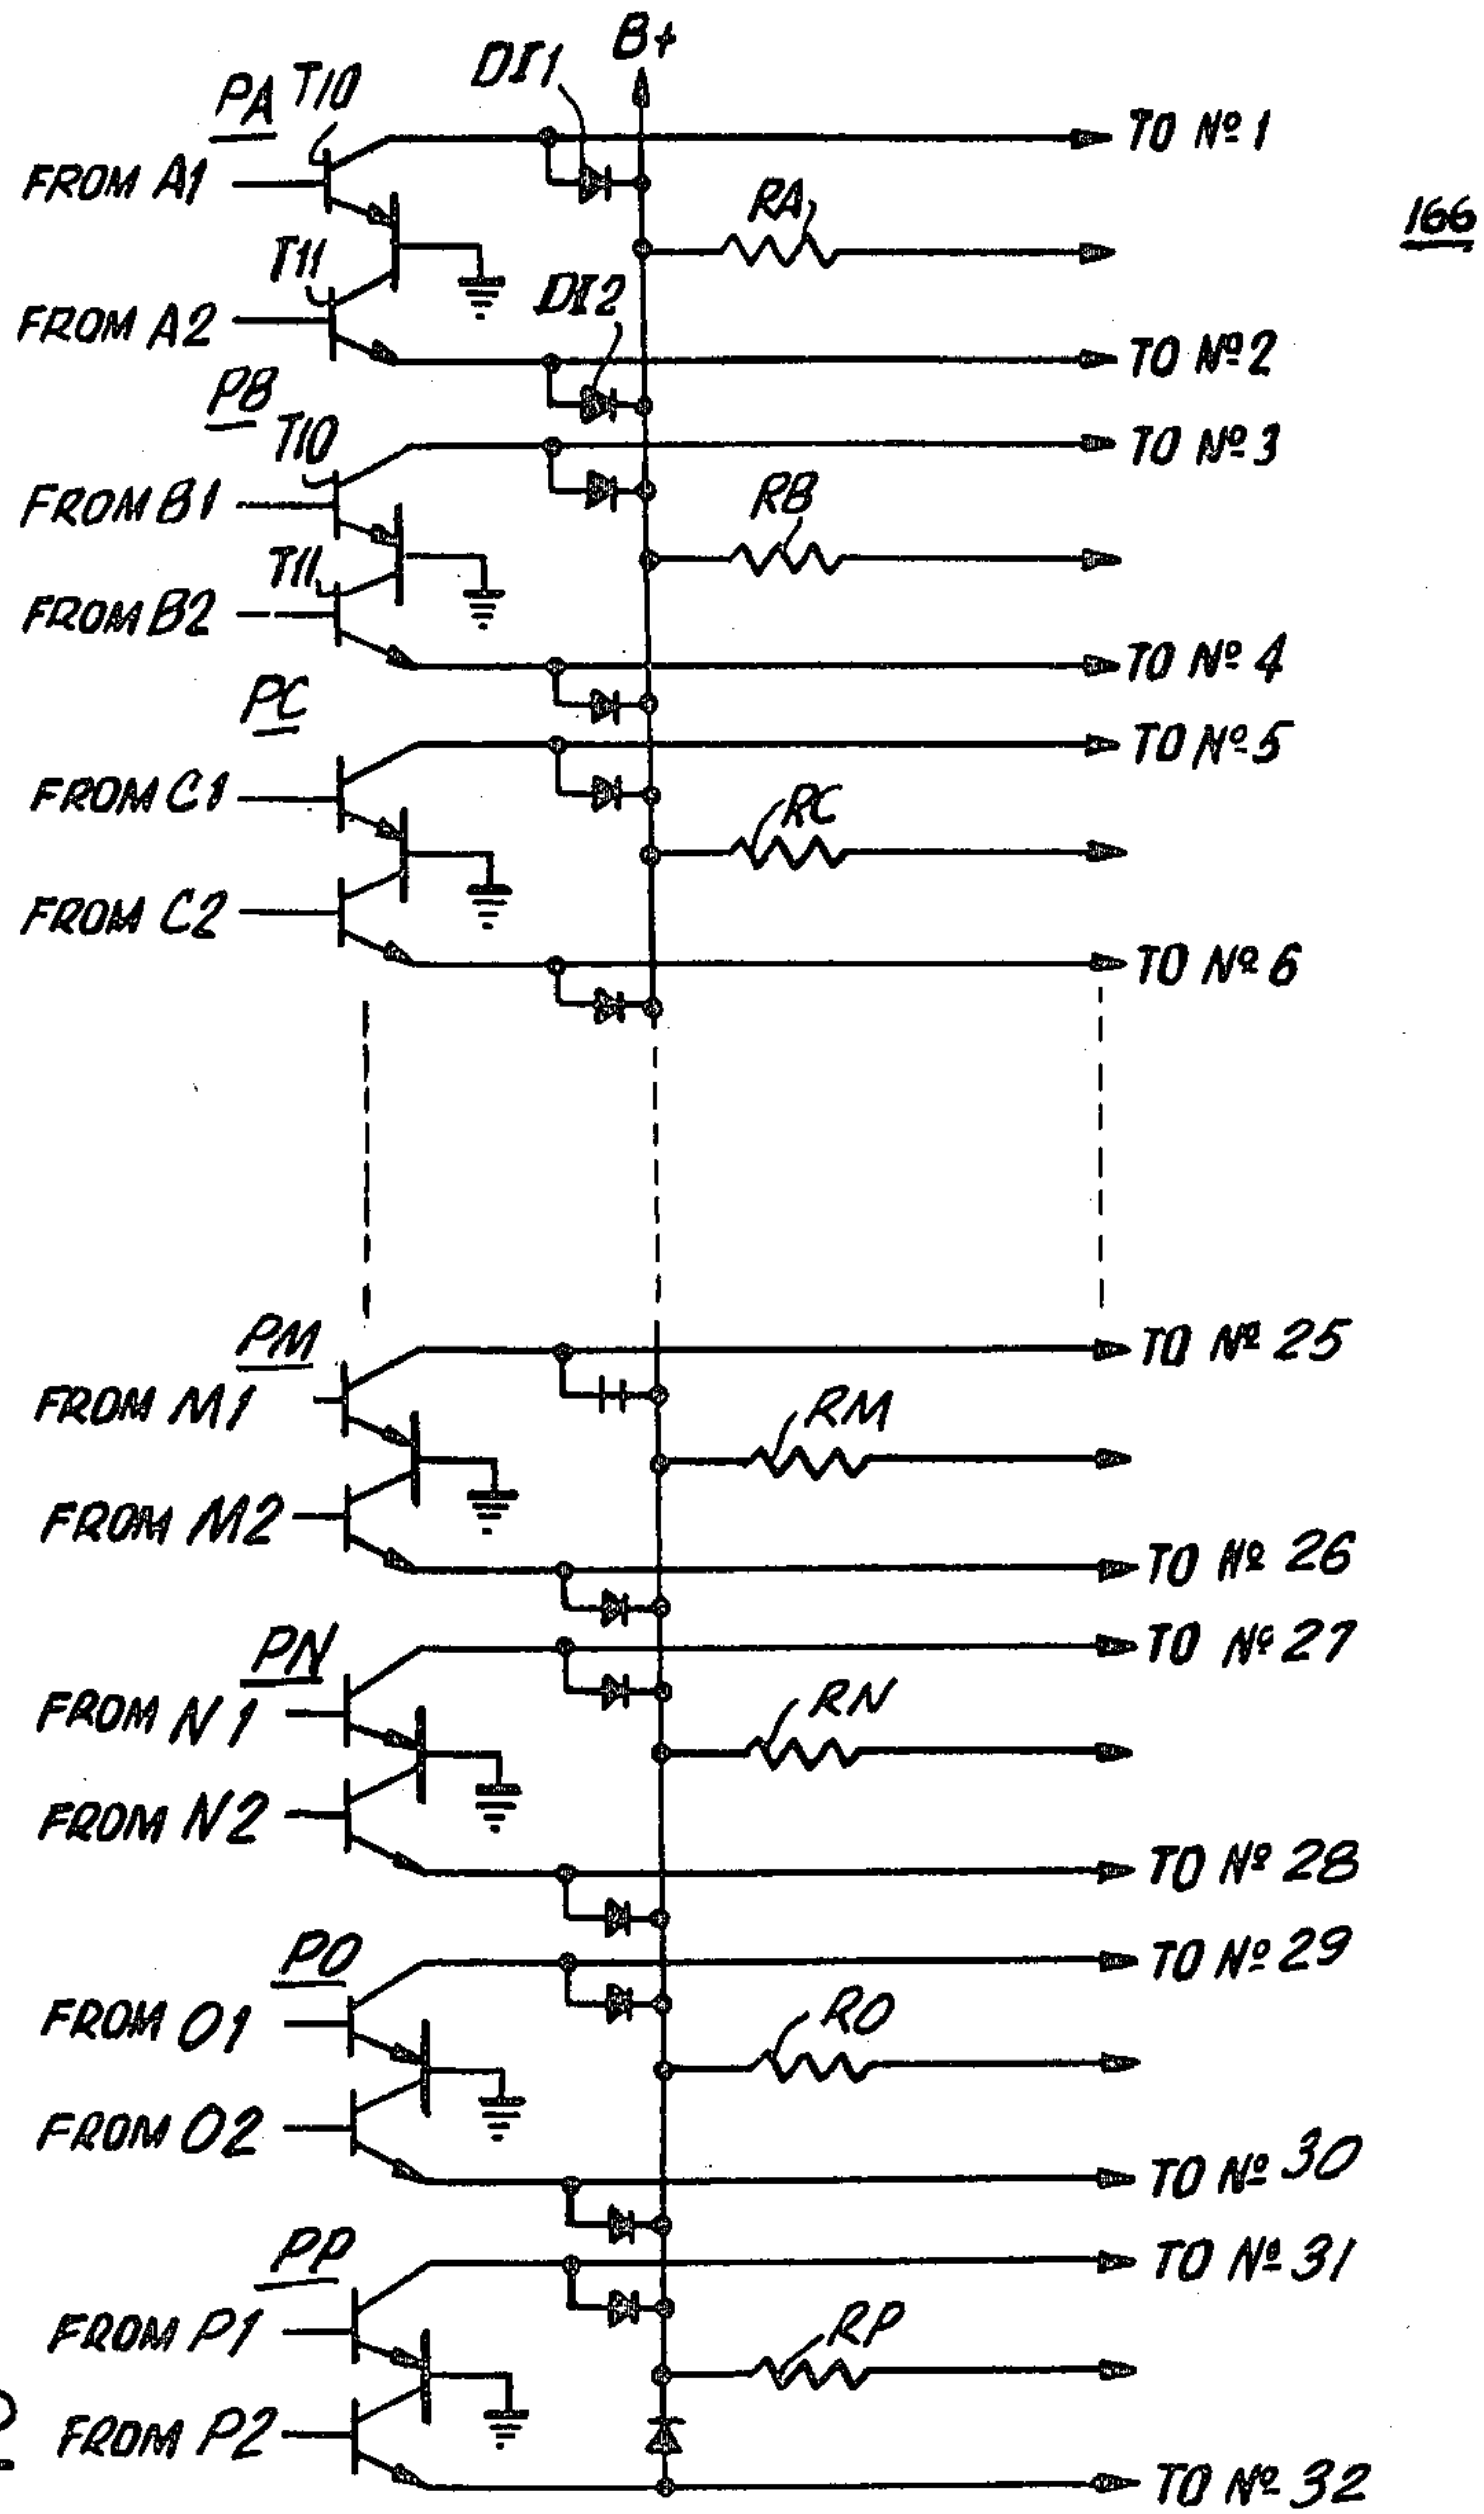 B+
DI1
PA T10
TO Nº 1
FROM A1
RA
166
T11
DI2
FROM A2
TO Nº 2
PB
T10
TO Nº 3
FROM B1
RB
T11
FROM B2
TO Nº 4
PC
TO Nº 5
FROM C1
RC
FROM C2
TO Nº 6
PM
TO Nº 25
FROM M1
RM
FROM M2
TO Nº 26
PN
TO Nº 27
FROM N1
RN
FROM N2
TO Nº 28
PO
TO Nº 29
FROM O1
RO
FROM O2
TO Nº 30
PP
TO Nº 31
FROM P1
RP
FROM P2
TO Nº 32